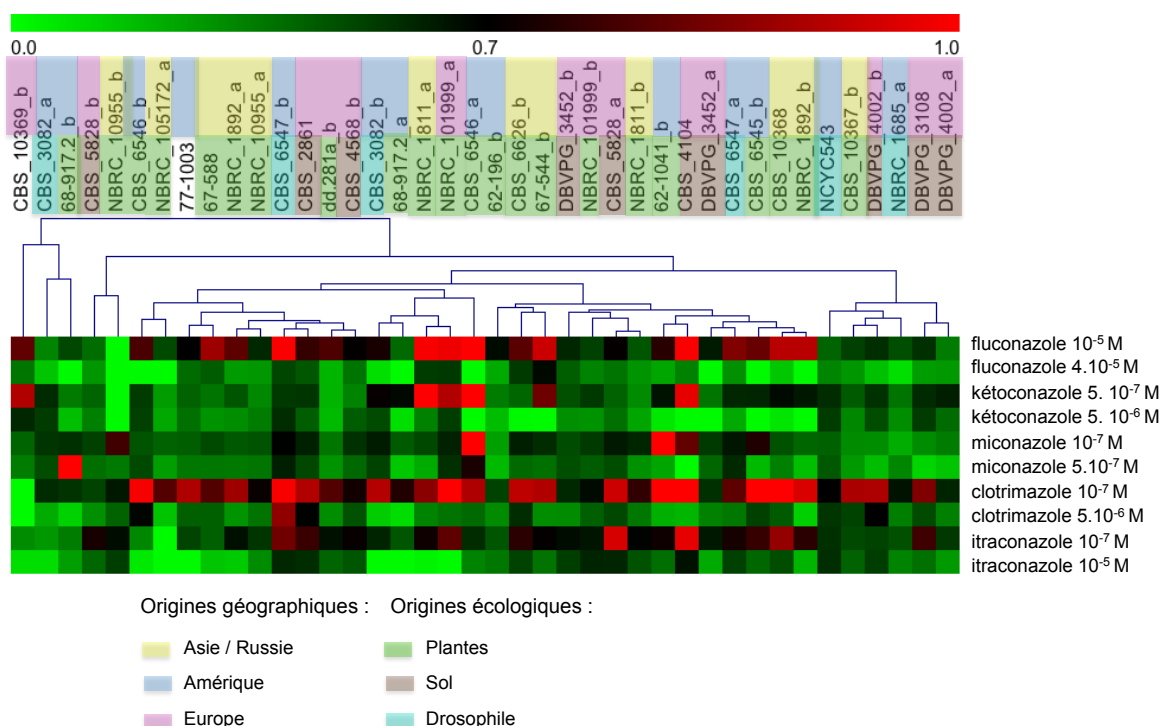 0.0 0.7 1.0
CBS_10369_b
CBS_3082_a
68-917.2_b
CBS_5828_b
NBRC_10955_b
CBS_6546_b
NBRC_105172_a
77-1003
67-588
NBRC_1892_a
NBRC_10955_a
CBS_6547_b
CBS_2861
dd.281a_b
CBS_4568_b
CBS_3082_b
68-917.2_a
NBRC_1811_a
NBRC_101999_a
CBS_6546_a
62-196_b
CBS_6626_b
67-544_b
DBVPG_3452_b
NBRC_101999_b
CBS_5828_a
NBRC_1811_b
62-1041_b
CBS_4104
DBVPG_3452_a
CBS_6547_a
CBS_6545_b
CBS_10368
NBRC_1892_b
NCYC543
CBS_10367_b
DBVPG_4002_b
NBRC_1685_a
DBVPG_3108
DBVPG_4002_a
fluconazole 10⁻⁵ M
fluconazole 4.10⁻⁵ M
kétoconazole 5. 10⁻⁷ M
kétoconazole 5. 10⁻⁶ M
miconazole 10⁻⁷ M
miconazole 5.10⁻⁷ M
clotrimazole 10⁻⁷ M
clotrimazole 5.10⁻⁶ M
itraconazole 10⁻⁷ M
itraconazole 10⁻⁵ M
Origines géographiques : Origines écologiques :
Asie / Russie Plantes
Amérique Sol
Europe Drosophile